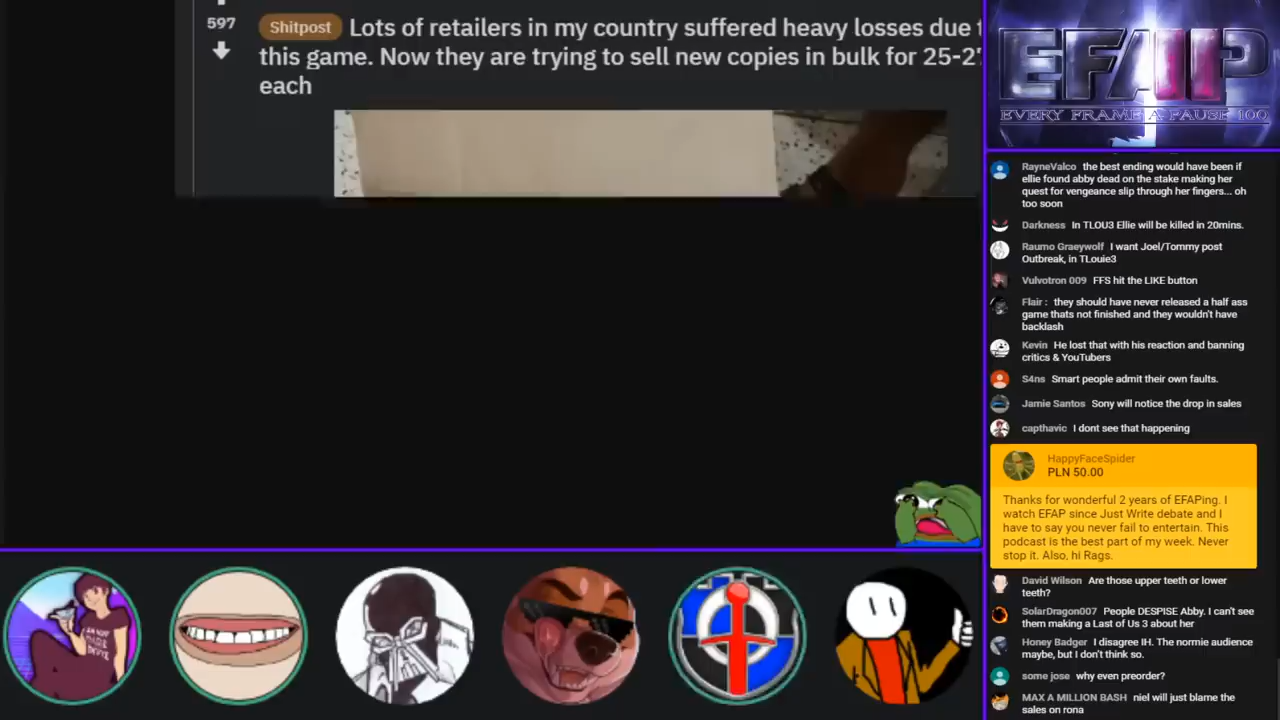 597
Shitpost Lots of retailers in my country suffered heavy losses due
this game. Now they are trying to sell new copies in bulk for 25-2
each
EFAP
EVERY FRAME A PAUSE 100
RayneValco the best ending would have been if
ellie found abby dead on the stake making her
quest for vengeance slip through her fingers... oh
too soon
Darkness In TLOU3 Ellie will be killed in 20mins.
Raumo Graeywolf I want Joel/Tommy post
Outbreak, in TLouie3
Vulvotron 009 FFS hit the LIKE button
Flair : they should have never released a half ass
game thats not finished and they wouldn't have
backlash
Kevin He lost that with his reaction and banning
critics & YouTubers
S4ns Smart people admit their own faults.
Jamie Santos Sony will notice the drop in sales
capthavic I dont see that happening
HappyFaceSpider
PLN 50.00
Thanks for wonderful 2 years of EFAPing. I
watch EFAP since Just Write debate and I
have to say you never fail to entertain. This
podcast is the best part of my week. Never
stop it. Also, hi Rags.
David Wilson Are those upper teeth or lower
teeth?
SolarDragon007 People DESPISE Abby. I can't see
them making a Last of Us 3 about her
Honey Badger I disagree IH. The normie audience
maybe, but I don't think so.
some jose why even preorder?
MAX A MILLION BASH niel will just blame the
sales on rona